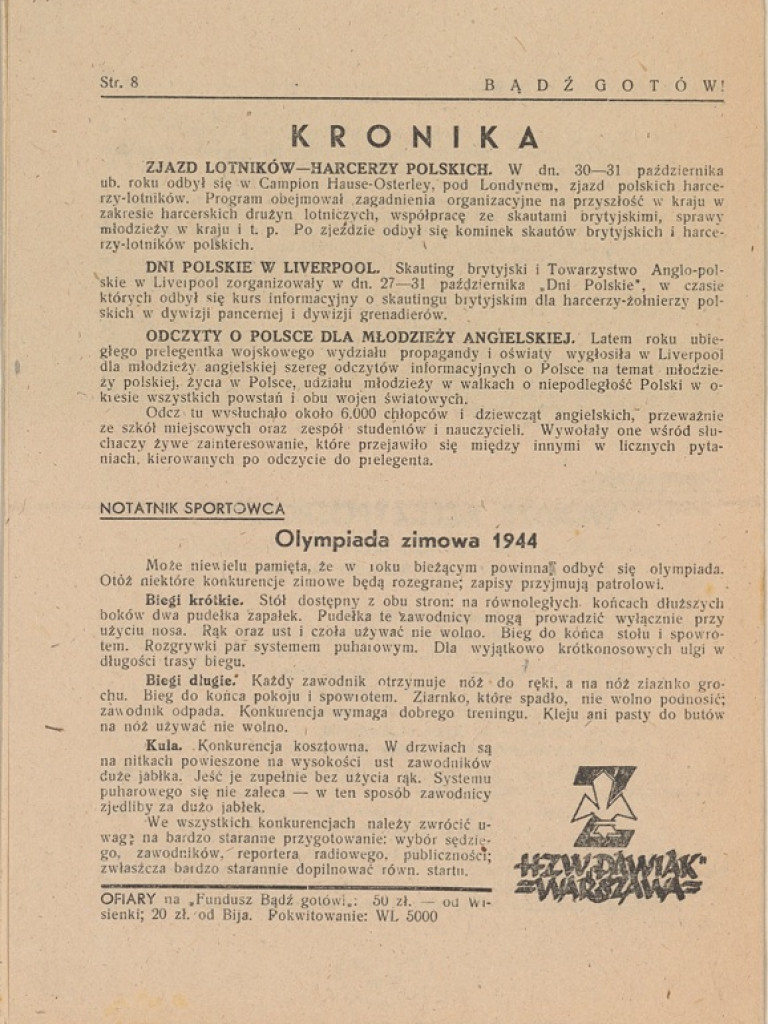 Str. 8
BĄDŹ GOTÓW!
KRONIKA
ZJAZD LOTNIKÓW—HARCERZY POLSKICH. W dn. 30—31 października
ub. roku odbył się w Campion Hause-Osterley, pod Londynem, zjazd polskich harce-
rzy-lotników. Program obejmował zagadnienia organizacyjne na przyszłość w kraju w
zakresie harcerskich drużyn lotniczych, współpracę ze skautami brytyjskimi, sprawy
młodzieży w kraju i t. p. Po zjeździe odbył się kominek skautów brytyjskich i harce-
rzy-lotników polskich.
DNI POLSKIE W LIVERPOOL. Skauting brytyjski i Towarzystwo Anglo-pol-
skie w Liverpool zorganizowały w dn. 27—31 października „Dni Polskie", w czasie
których odbył się kurs informacyjny o skautingu brytyjskim dla harcerzy-żołnierzy pol-
skich w dywizji pancernej i dywizji grenadierów.
ODCZYTY O POLSCE DLA MŁODZIEŻY ANGIELSKIEJ. Latem roku ubie-
głego prelegentka wojskowego wydziału propagandy i oświaty wygłosiła w Liverpool
dla młodzieży angielskiej szereg odczytów informacyjnych o Polsce na temat młodzie-
ży polskiej, życia w Polsce, udziału młodzieży w walkach o niepodległość Polski w o-
kresie wszystkich powstań i obu wojen światowych.
Odcz tu wysłuchało około 6.000 chłopców i dziewcząt angielskich, przeważnie
ze szkół miejscowych oraz zespół studentów i nauczycieli. Wywołały one wśród słu-
chaczy żywe zainteresowanie, które przejawiło się między innymi w licznych pyta-
niach, kierowanych po odczycie do prelegenta.
NOTATNIK SPORTOWCA
Olympiada zimowa 1944
Może niewielu pamięta, że w roku bieżącym powinna odbyć się olympiada.
Otóż niektóre konkurencje zimowe będą rozegrane; zapisy przyjmują patrolowi.
Biegi krótkie. Stół dostępny z obu stron: na równoległych końcach dłuższych
boków dwa pudełka zapałek. Pudełka te zawodnicy mogą prowadzić wyłącznie przy
użyciu nosa. Rąk oraz ust i czoła używać nie wolno. Bieg do końca stołu i spowro-
tem. Rozgrywki par systemem puharowym. Dla wyjątkowo krótkonosowych ulgi w
długości trasy biegu.
Biegi dlugie. Każdy zawodnik otrzymuje nóż do ręki, a na nóż ziarnko gro-
chu. Bieg do końca pokoju i spowrotem. Ziarnko, które spadło, nie wolno podnosić;
zawodnik odpada. Konkurencja wymaga dobrego treningu. Kleju ani pasty do butów
na nóż używać nie wolno.
Kula. Konkurencja kosztowna. W drzwiach są
na nitkach powieszone na wysokości ust zawodników
duże jabłka. Jeść je zupełnie bez użycia rąk. Systemu
puharowego się nie zaleca — w ten sposób zawodnicy
zjedliby za dużo jabłek.
We wszystkich konkurencjach należy zwrócić u-
wagę na bardzo staranne przygotowanie: wybór sędzie-
go, zawodników, reportera radiowego, publiczności;
zwłaszcza bardzo starannie dopilnować równ. startu.
H.ZW. „DAWIAK"
WARSZAWA
OFIARY na „Fundusz Bądź gotów!„: 50 zł. — od Wi-
sienki; 20 zł. od Bija. Pokwitowanie: WL 5000